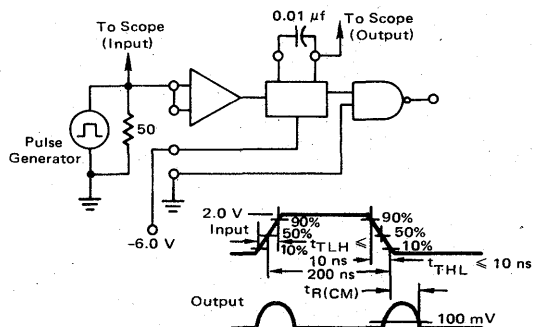 0.01 μf
To Scope
(Input)
To Scope
(Output)
50
Pulse
Generator
-6.0 V
2.0 V
Input
90%
50%
10%
tTLH ≤
10 ns
200 ns
90%
50%
10%
tTHL ≤ 10 ns
tR(CM)
Output
100 mV